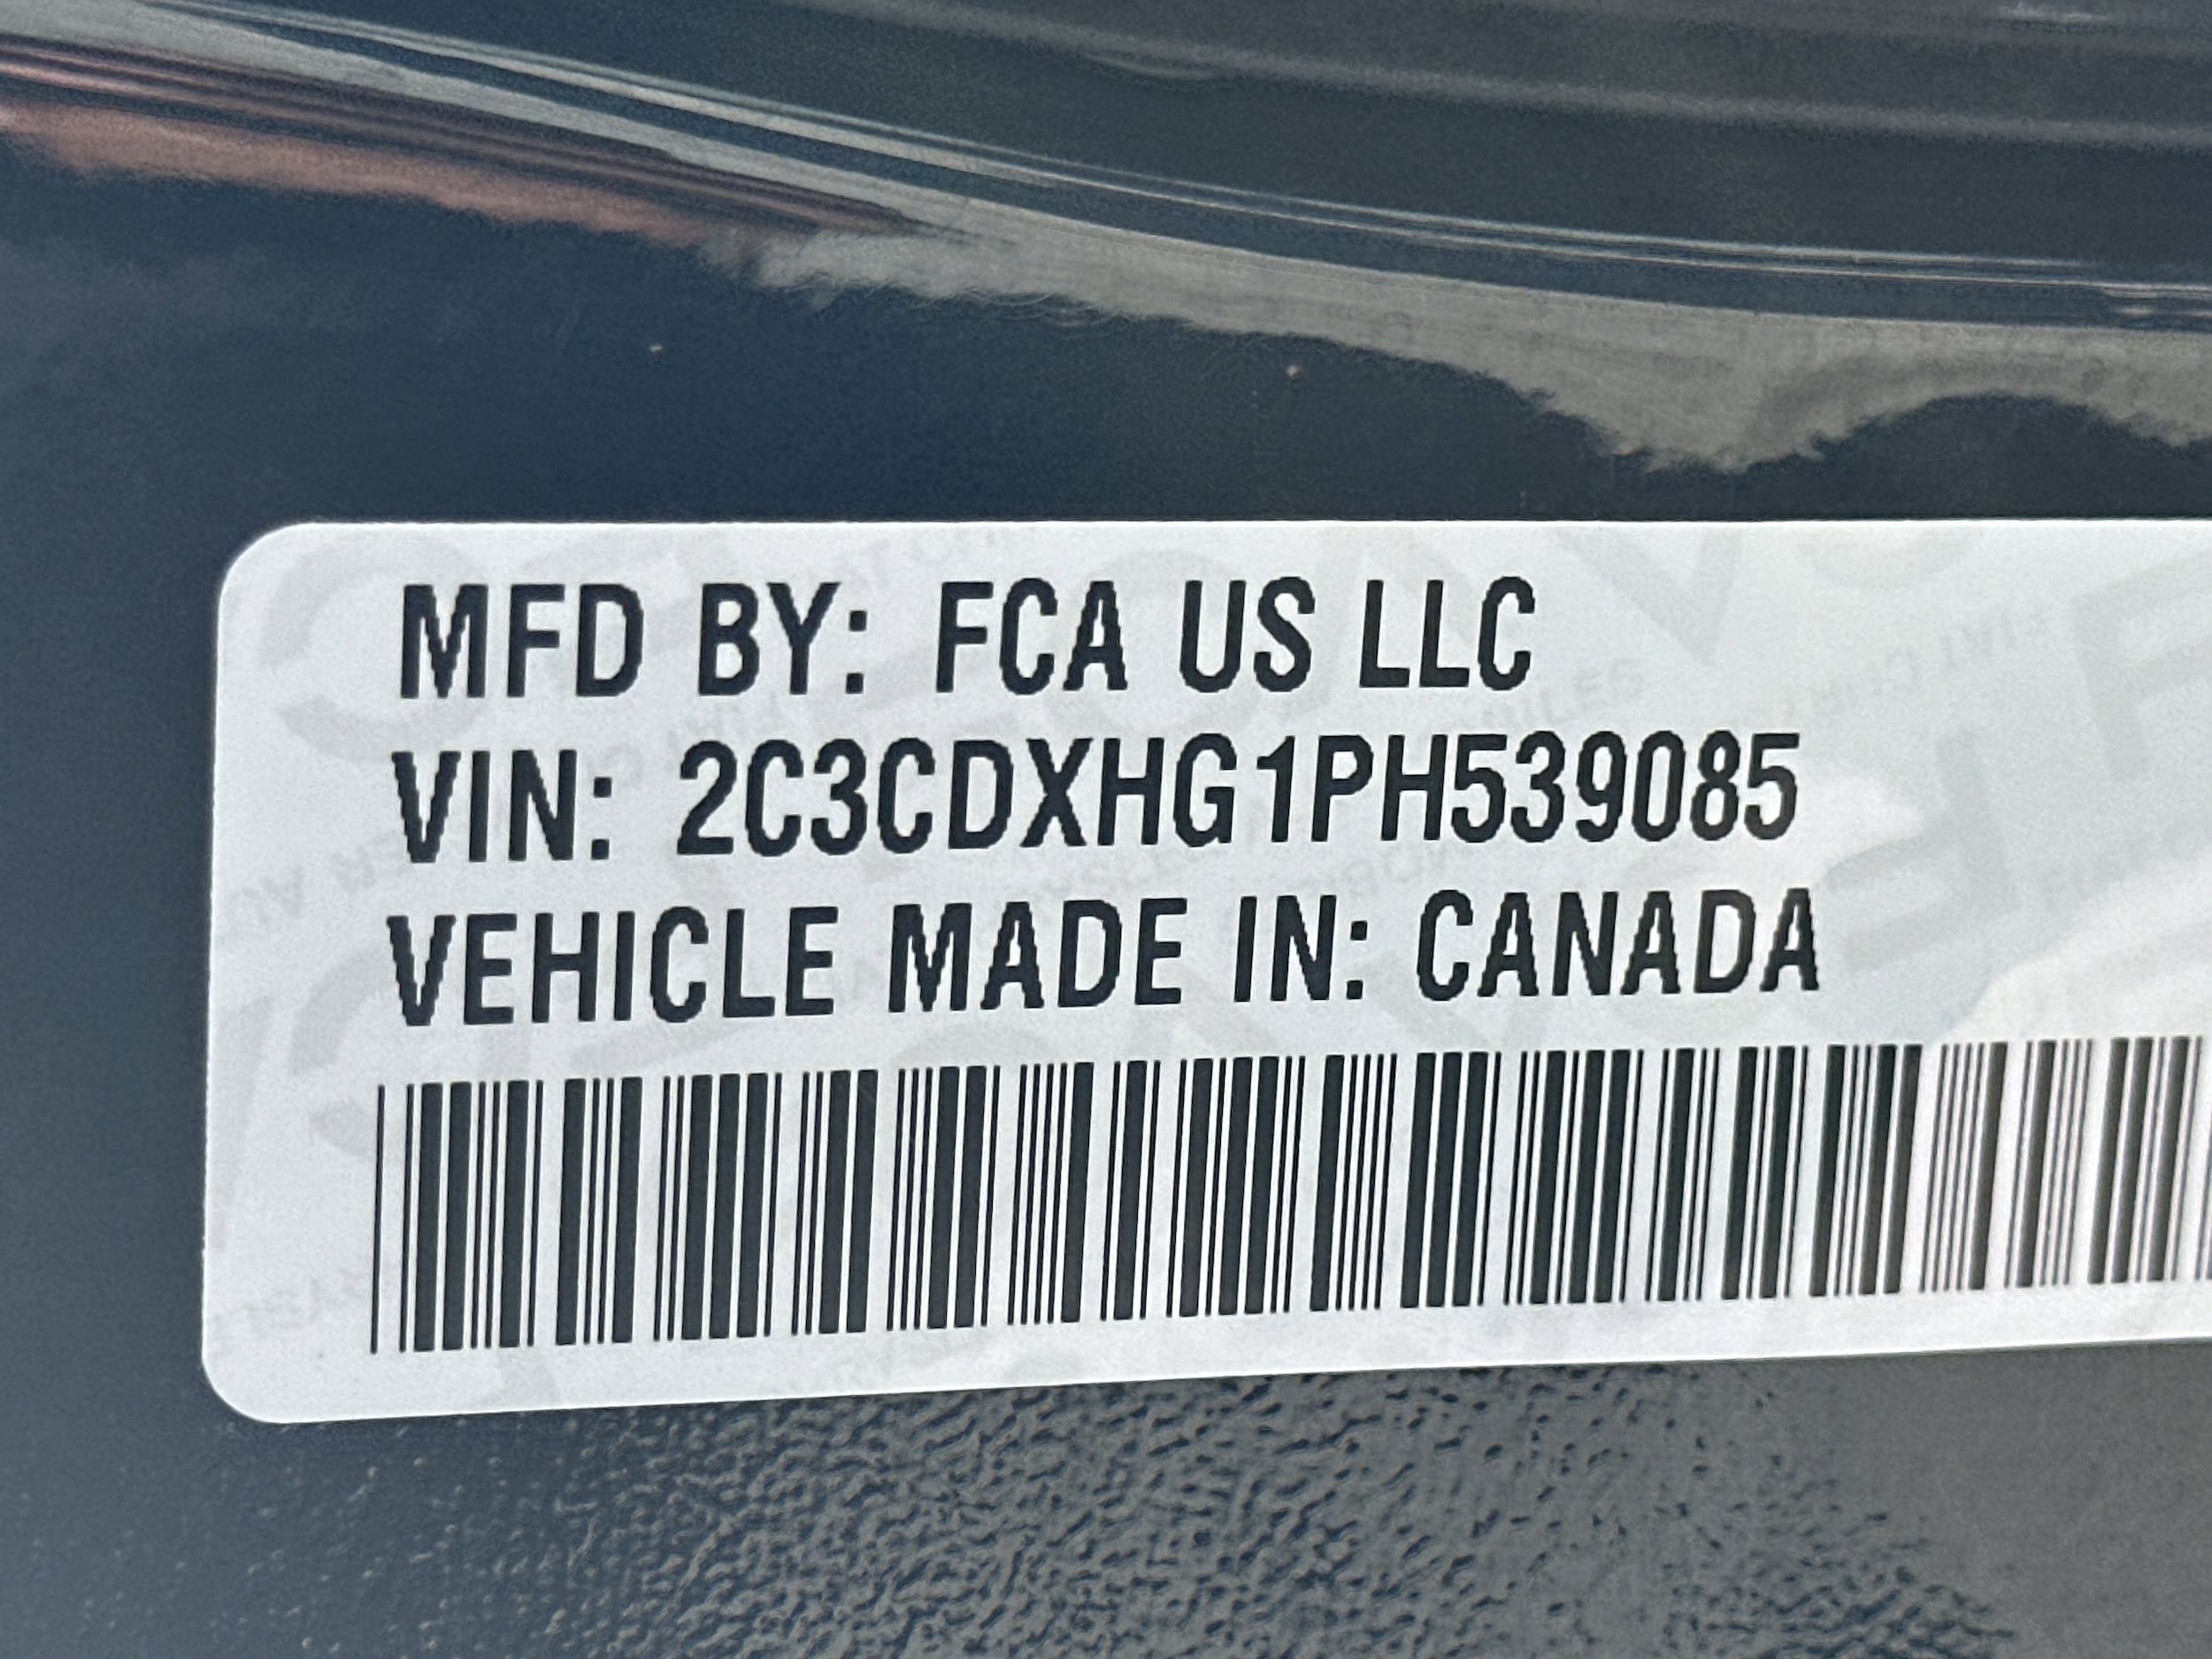 MFD BY: FCA US LLC
VIN: 2C3CDXHG1PH539085
VEHICLE MADE IN: CANADA